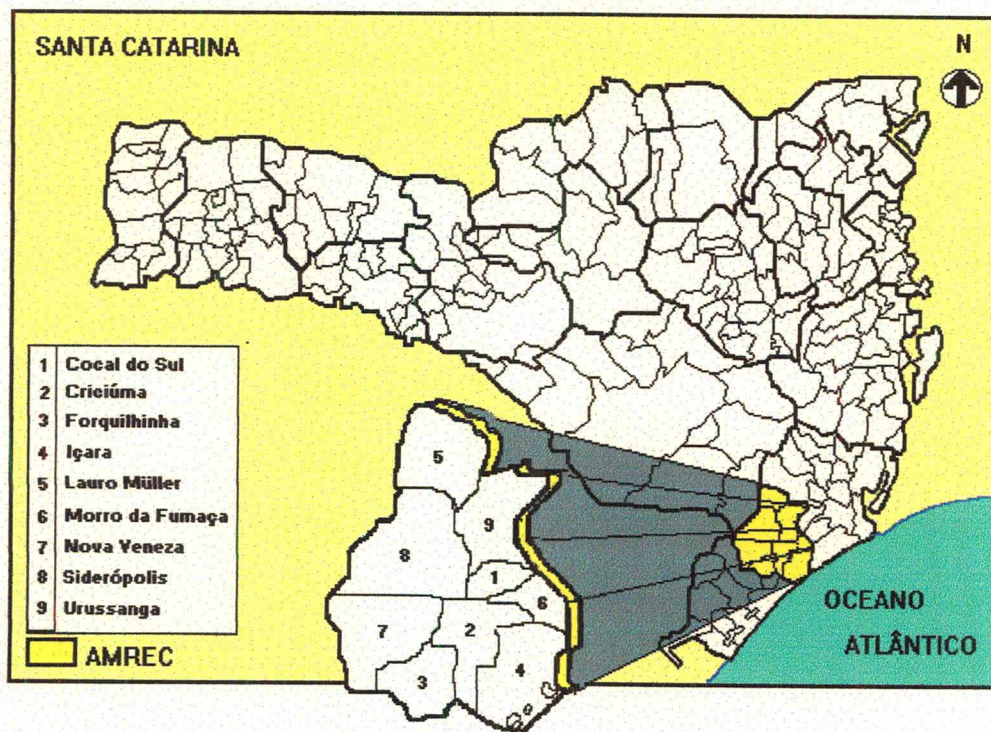 SANTA CATARINA
N
1 Cocal do Sul
2 Criciúma
3 Forquilhinha
4 Içara
5 Lauro Müller
6 Morro da Fumaça
7 Nova Veneza
8 Siderópolis
9 Urussanga
AMREC
5
9
8
1
6
7
2
3
4
OCEANO
ATLÂNTICO